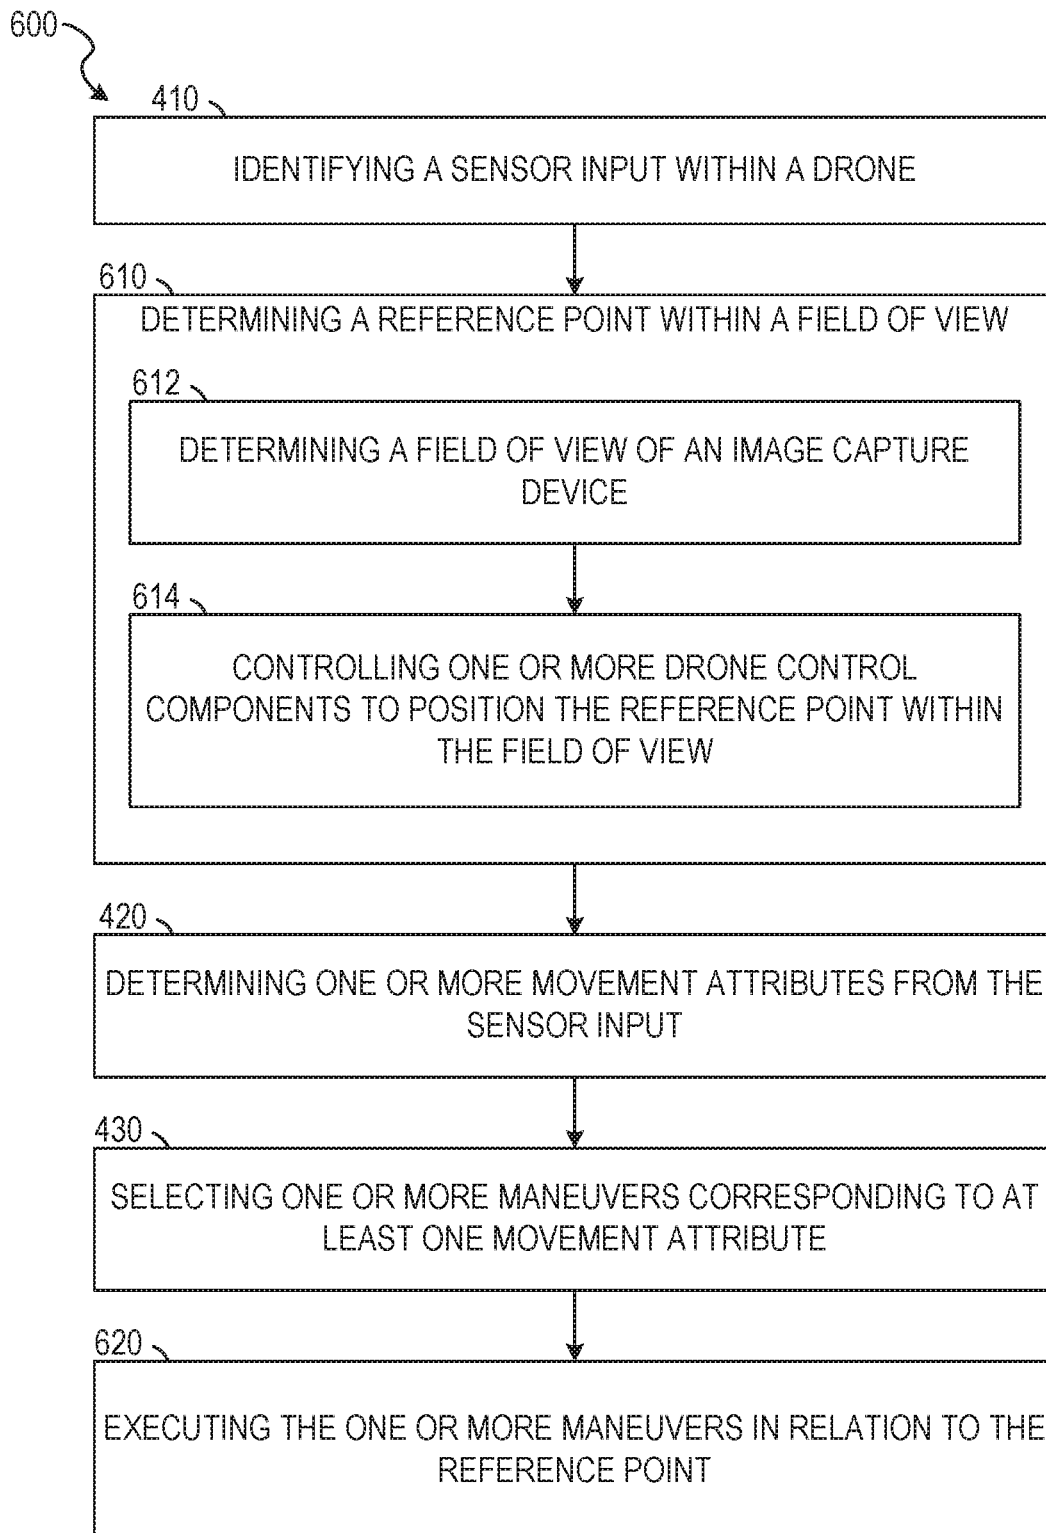 600
410
IDENTIFYING A SENSOR INPUT WITHIN A DRONE
610
DETERMINING A REFERENCE POINT WITHIN A FIELD OF VIEW
612
DETERMINING A FIELD OF VIEW OF AN IMAGE CAPTURE
DEVICE
614
CONTROLLING ONE OR MORE DRONE CONTROL
COMPONENTS TO POSITION THE REFERENCE POINT WITHIN
THE FIELD OF VIEW
420
DETERMINING ONE OR MORE MOVEMENT ATTRIBUTES FROM THE
SENSOR INPUT
430
SELECTING ONE OR MORE MANEUVERS CORRESPONDING TO AT
LEAST ONE MOVEMENT ATTRIBUTE
620
EXECUTING THE ONE OR MORE MANEUVERS IN RELATION TO THE
REFERENCE POINT